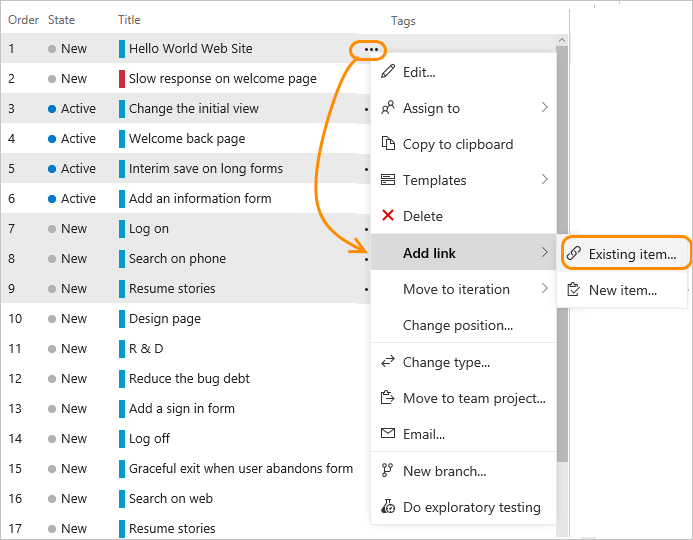 Order State Title Tags
1 New Hello World Web Site
2 New Slow response on welcome page
3 Active Change the initial view
4 Active Welcome back page
5 Active Interim save on long forms
6 Active Add an information form
7 New Log on
8 New Search on phone
9 New Resume stories
10 New Design page
11 New R & D
12 New Reduce the bug debt
13 New Add a sign in form
14 New Log off
15 New Graceful exit when user abandons form
16 New Search on web
17 New Resume stories
Edit...
Assign to
Copy to clipboard
Templates
Delete
Add link
Move to iteration
Change position...
Change type...
Move to team project...
Email...
New branch...
Do exploratory testing
Existing item...
New item...